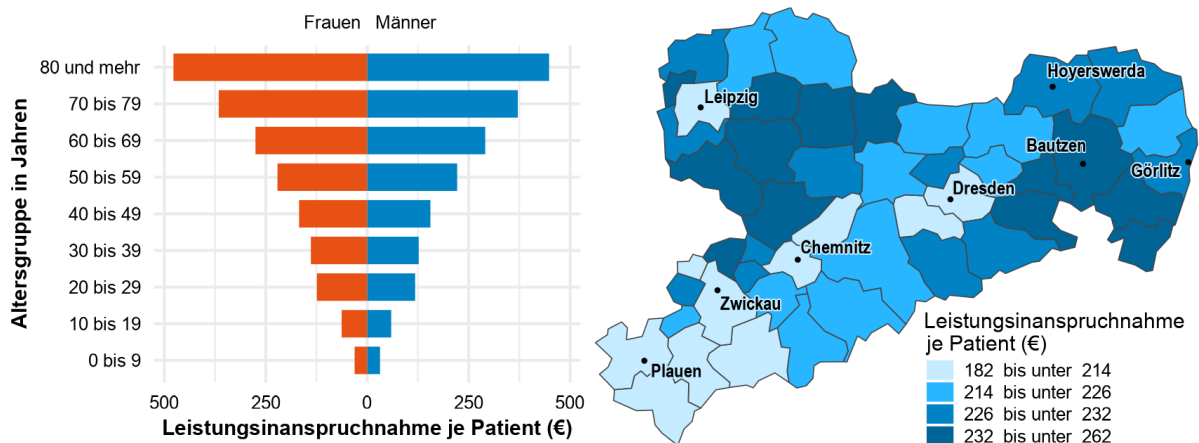 Frauen Männer
Altersgruppe in Jahren
80 und mehr
70 bis 79
60 bis 69
50 bis 59
40 bis 49
30 bis 39
20 bis 29
10 bis 19
0 bis 9
500 250 0 250 500
Leistungsinanspruchnahme je Patient (€)
Leipzig
Hoyerswerda
Bautzen
Görlitz
Dresden
Chemnitz
Zwickau
Plauen
Leistungsinanspruchnahme
je Patient (€)
182 bis unter 214
214 bis unter 226
226 bis unter 232
232 bis unter 262